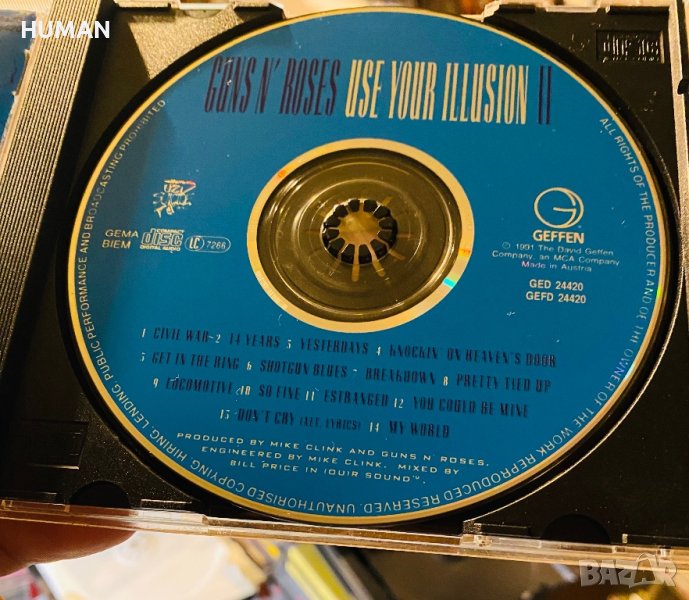 HUMAN
GUNS N' ROSES USE YOUR ILLUSION II
GEMA
BIEM
COMPACT
disc
DIGITAL AUDIO
LC 7266
G
GEFFEN
© 1991 The David Geffen
Company, an MCA Company
Made in Austria
GED 24420
GEFD 24420
1 CIVIL WAR 2 14 YEARS 3 YESTERDAYS 4 KNOCKIN' ON HEAVEN'S DOOR
5 GET IN THE RING 6 SHOTGUN BLUES 7 BREAKDOWN 8 PRETTY TIED UP
9 LOCOMOTIVE 10 SO FINE 11 ESTRANGED 12 YOU COULD BE MINE
13 DON'T CRY (ALT. LYRICS) 14 MY WORLD
PRODUCED BY MIKE CLINK AND GUNS N' ROSES.
ENGINEERED BY MIKE CLINK. MIXED BY
BILL PRICE IN (OUIR SOUND™.
ALL RIGHTS OF THE PRODUCER AND OF THE OWNER OF THE WORK REPRODUCED RESERVED. UNAUTHORISED COPYING, HIRING, LENDING, PUBLIC PERFORMANCE AND BROADCASTING PROHIBITED
BAZAR